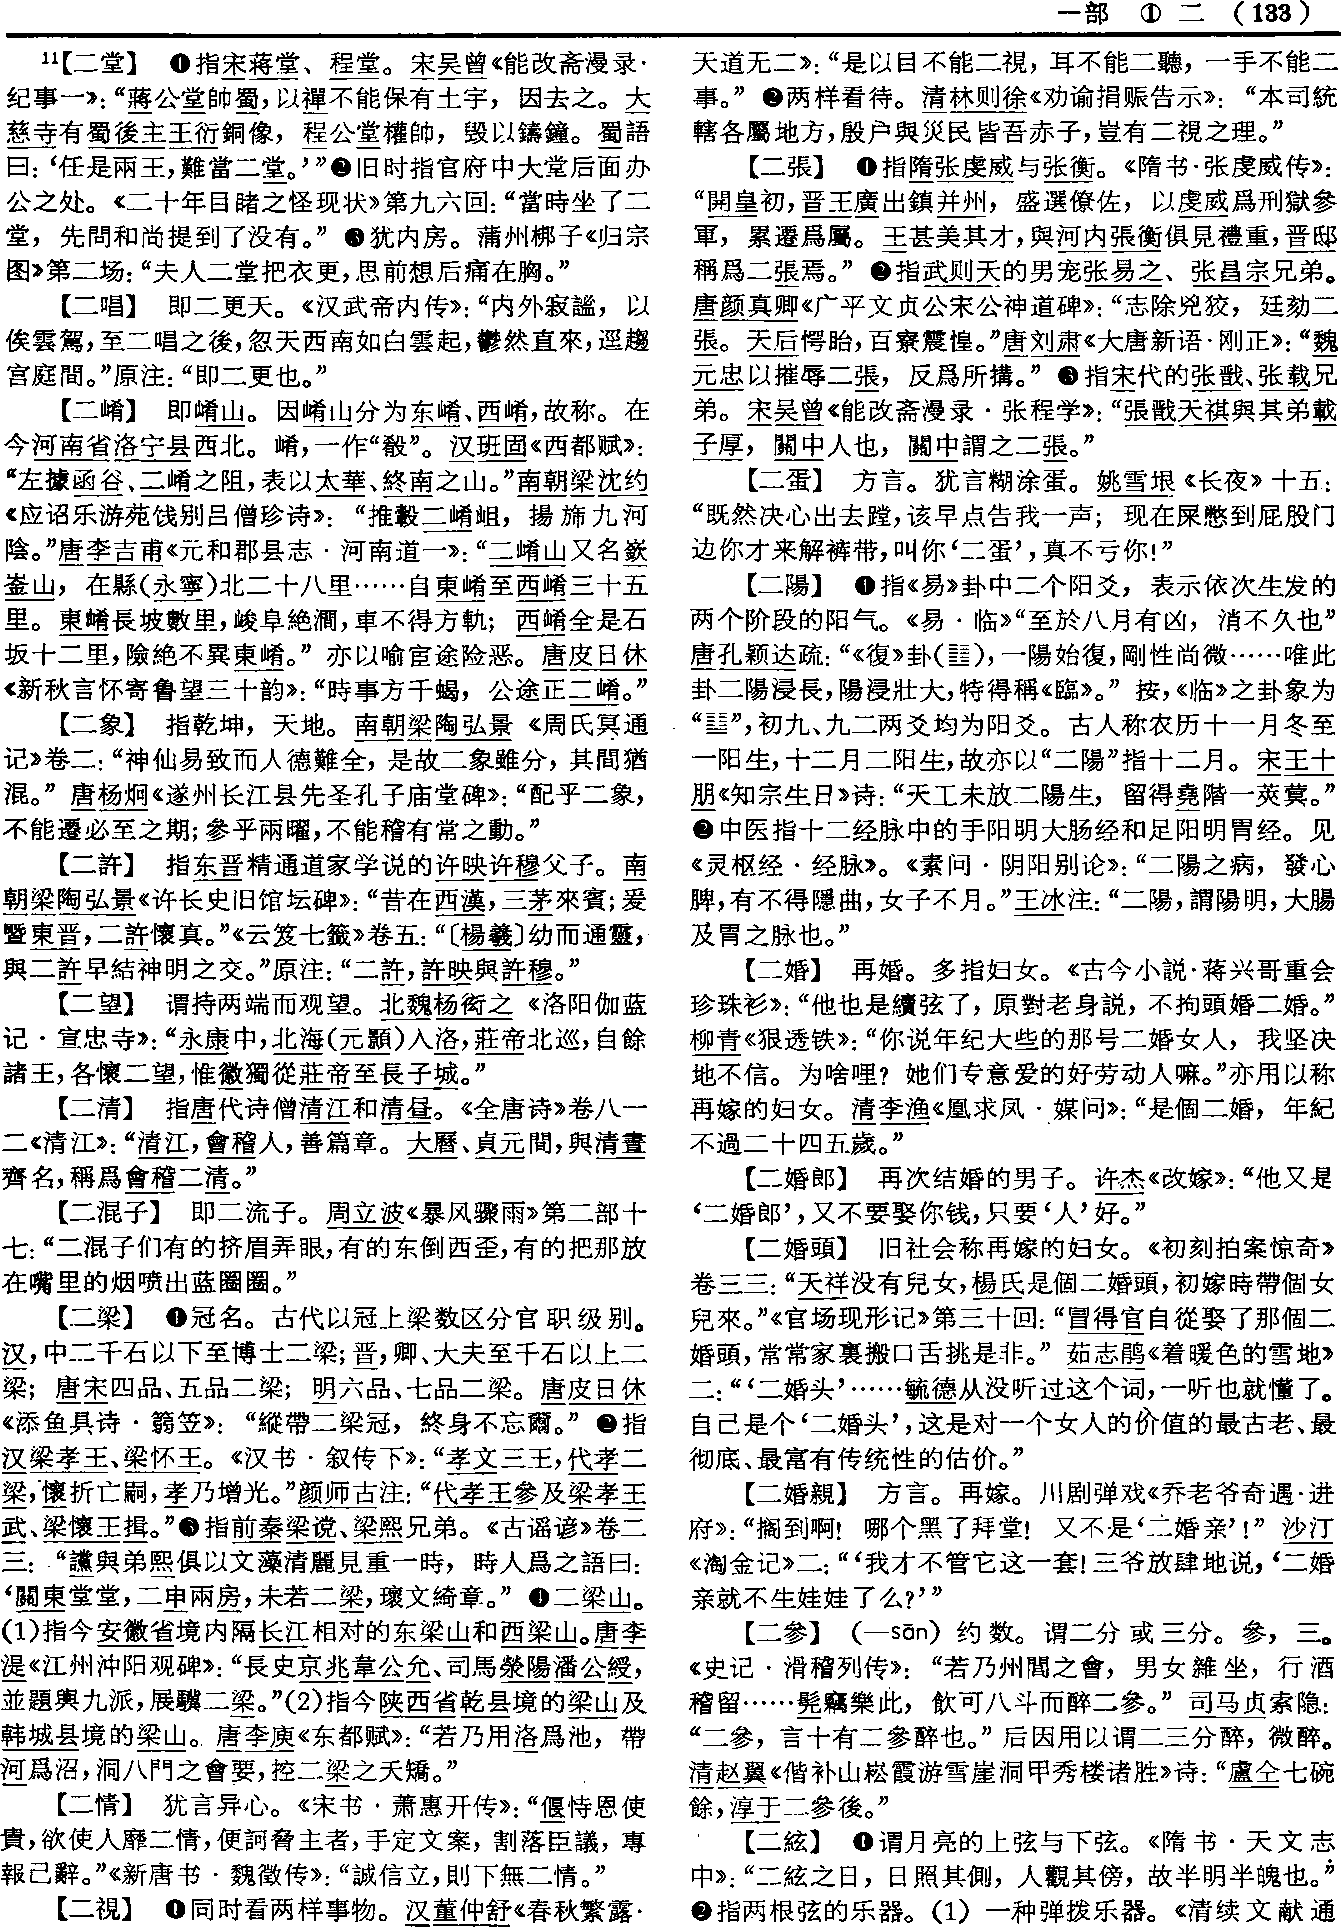 一部 ① 二 （133）
11【二堂】 ❶指宋蒋堂、程堂。宋吴曾《能改斋漫录·
纪事一》：“蔣公堂帥蜀，以禪不能保有土宇，因去之。大
慈寺有蜀後主王衍銅像，程公堂權帥，毁以鑄鐘。蜀語
曰：‘任是兩王，難當二堂。’”❷旧时指官府中大堂后面办
公之处。《二十年目睹之怪现状》第九六回：“當時坐了二
堂，先問和尚提到了没有。”❸犹内房。蒲州梆子《归宗
图》第二场：“夫人二堂把衣更，思前想后痛在胸。”
【二唱】 即二更天。《汉武帝内传》：“内外寂謐，以
俟雲駕，至二唱之後，忽天西南如白雲起，鬱然直來，逕趨
宫庭間。”原注：“即二更也。”
【二崤】 即崤山。因崤山分为东崤、西崤，故称。在
今河南省洛宁县西北。崤，一作“殽”。汉班固《西都赋》：
“左據函谷、二崤之阻，表以太華、終南之山。”南朝梁沈约
《应诏乐游苑饯别吕僧珍诗》：“推轂二崤岨，揚旆九河
陰。”唐李吉甫《元和郡县志·河南道一》：“二崤山又名嶔
崟山，在縣（永寧）北二十八里……自東崤至西崤三十五
里。東崤長坡數里，峻阜絶澗，車不得方軌；西崤全是石
坂十二里，險絶不異東崤。”亦以喻宦途险恶。唐皮日休
《新秋言怀寄鲁望三十韵》：“時事方千蝎，公途正二崤。”
【二象】 指乾坤，天地。南朝梁陶弘景《周氏冥通
记》卷二：“神仙易致而人德難全，是故二象雖分，其間猶
混。”唐杨炯《遂州长江县先圣孔子庙堂碑》：“配乎二象，
不能遷必至之期；參乎兩曜，不能稽有常之動。”
【二許】 指东晋精通道家学说的许映许穆父子。南
朝梁陶弘景《许长史旧馆坛碑》：“昔在西漢，三茅來賓；爰
暨東晋，二許懷真。”《云笈七籤》卷五：“〔楊羲〕幼而通靈，
與二許早結神明之交。”原注：“二許，許映與許穆。”
【二望】 谓持两端而观望。北魏杨衒之《洛阳伽蓝
记·宣忠寺》：“永康中，北海（元顥）入洛，莊帝北巡，自餘
諸王，各懷二望，惟徽獨從莊帝至長子城。”
【二清】 指唐代诗僧清江和清昼。《全唐诗》卷八一
二《清江》：“清江，會稽人，善篇章。大曆、貞元間，與清晝
齊名，稱爲會稽二清。”
【二混子】 即二流子。周立波《暴风骤雨》第二部十
七：“二混子们有的挤眉弄眼，有的东倒西歪，有的把那放
在嘴里的烟喷出蓝圈圈。”
【二梁】 ❶冠名。古代以冠上梁数区分官职级别。
汉，中二千石以下至博士二梁；晋，卿、大夫至千石以上二
梁；唐宋四品、五品二梁；明六品、七品二梁。唐皮日休
《添鱼具诗·篛笠》：“縱帶二梁冠，終身不忘爾。”❷指
汉梁孝王、梁怀王。《汉书·叙传下》：“孝文三王，代孝二
梁，懷折亡嗣，孝乃增光。”颜师古注：“代孝王參及梁孝王
武、梁懷王揖。”❸指前秦梁谠、梁熙兄弟。《古谣谚》卷二
三：“讜與弟熙俱以文藻清麗見重一時，時人爲之語曰：
‘關東堂堂，二申兩房，未若二梁，瓌文綺章。”❹二梁山。
(1)指今安徽省境内隔长江相对的东梁山和西梁山。唐李
湜《江州沖阳观碑》：“長史京兆韋公允、司馬滎陽潘公綬，
並題輿九派，展驥二梁。”(2)指今陕西省乾县境的梁山及
韩城县境的梁山。唐李庾《东都赋》：“若乃用洛爲池，帶
河爲沼，洞八門之會要，控二梁之天矯。”
【二情】 犹言异心。《宋书·萧惠开传》：“偃恃恩使
貴，欲使人靡二情，便訶脅主者，手定文案，割落臣議，專
報己辭。”《新唐书·魏徵传》：“誠信立，則下無二情。”
【二視】 ❶同时看两样事物。汉董仲舒《春秋繁露·
天道无二》：“是以目不能二視，耳不能二聽，一手不能二
事。”❷两样看待。清林则徐《劝谕捐赈告示》：“本司統
轄各屬地方，殷户與災民皆吾赤子，豈有二視之理。”
【二張】 ❶指隋张虔威与张衡。《隋书·张虔威传》：
“開皇初，晋王廣出鎮并州，盛選僚佐，以虔威爲刑獄參
軍，累遷爲屬。王甚美其才，與河内張衡俱見禮重，晋邸
稱爲二張焉。”❷指武则天的男宠张易之、张昌宗兄弟。
唐颜真卿《广平文贞公宋公神道碑》：“志除兇狡，廷劾二
張。天后愕眙，百寮震惶。”唐刘肃《大唐新语·刚正》：“魏
元忠以摧辱二張，反爲所搆。”❸指宋代的张戬、张载兄
弟。宋吴曾《能改斋漫录·张程学》：“張戩天祺與其弟載
子厚，關中人也，關中謂之二張。”
【二蛋】 方言。犹言糊涂蛋。姚雪垠《长夜》十五：
“既然决心出去蹚，该早点告我一声；现在屎憋到屁股门
边你才来解裤带，叫你‘二蛋’，真不亏你！”
【二陽】 ❶指《易》卦中二个阳爻，表示依次生发的
两个阶段的阳气。《易·临》“至於八月有凶，消不久也”
唐孔颖达疏：“《復》卦(䷗)，一陽始復，剛性尚微……唯此
卦二陽浸長，陽浸壯大，特得稱《臨》。”按，《临》之卦象为
“䷒”，初九、九二两爻均为阳爻。古人称农历十一月冬至
一阳生，十二月二阳生，故亦以“二陽”指十二月。宋王十
朋《知宗生日》诗：“天工未放二陽生，留得堯階一莢蓂。”
❷中医指十二经脉中的手阳明大肠经和足阳明胃经。见
《灵枢经·经脉》。《素问·阴阳别论》：“二陽之病，發心
脾，有不得隱曲，女子不月。”王冰注：“二陽，謂陽明，大腸
及胃之脉也。”
【二婚】 再婚。多指妇女。《古今小説·蒋兴哥重会
珍珠衫》：“他也是續弦了，原對老身説，不拘頭婚二婚。”
柳青《狠透铁》：“你说年纪大些的那号二婚女人，我坚决
地不信。为啥哩？她们专意爱的好劳动人嘛。”亦用以称
再嫁的妇女。清李渔《凰求凤·媒问》：“是個二婚，年紀
不過二十四五歲。”
【二婚郎】 再次结婚的男子。许杰《改嫁》：“他又是
‘二婚郎’，又不要娶你钱，只要‘人’好。”
【二婚頭】 旧社会称再嫁的妇女。《初刻拍案惊奇》
卷三三：“天祥没有兒女，楊氏是個二婚頭，初嫁時帶個女
兒來。”《官场现形记》第三十回：“冒得官自從娶了那個二
婚頭，常常家裏搬口舌挑是非。”茹志鹃《着暖色的雪地》
二：“‘二婚头’……毓德从没听过这个词，一听也就懂了。
自己是个‘二婚头’，这是对一个女人的价值的最古老、最
彻底、最富有传统性的估价。”
【二婚親】 方言。再嫁。川剧弹戏《乔老爷奇遇·进
府》：“搁到啊！哪个黑了拜堂！又不是‘二婚亲’！”沙汀
《淘金记》二：“‘我才不管它这一套！三爷放肆地说，‘二婚
亲就不生娃娃了么？’”
【二參】 （—sān）约数。谓二分或三分。參，三。
《史记·滑稽列传》：“若乃州閭之會，男女雜坐，行酒
稽留……髡竊樂此，飲可八斗而醉二參。”司马贞索隐：
“二參，言十有二參醉也。”后因用以谓二三分醉，微醉。
清赵翼《偕补山崧霞游雪崖洞甲秀楼诸胜》诗：“盧仝七碗
餘，淳于二參後。”
【二絃】 ❶谓月亮的上弦与下弦。《隋书·天文志
中》：“二絃之日，日照其側，人觀其傍，故半明半魄也。”
❷指两根弦的乐器。(1) 一种弹拨乐器。《清续文献通